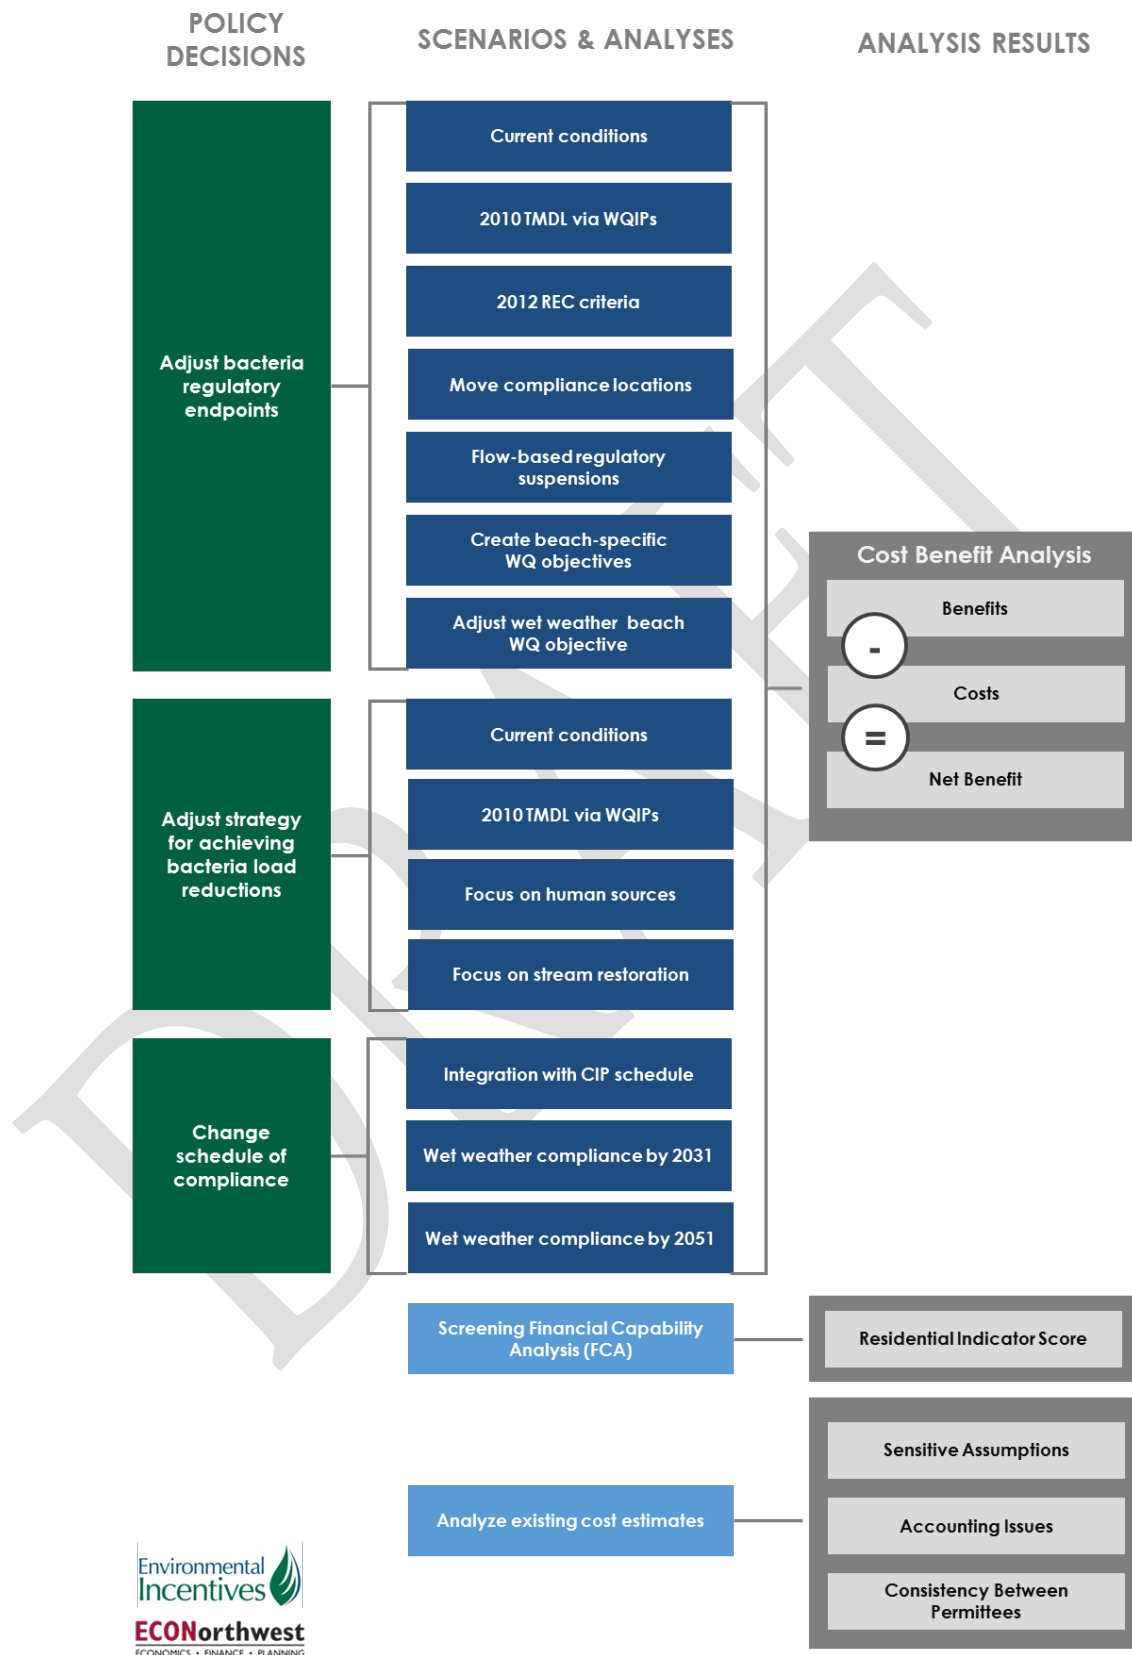 POLICY
DECISIONS
SCENARIOS & ANALYSES
ANALYSIS RESULTS
Adjust bacteria
regulatory
endpoints
Current conditions
2010 TMDL via WQIPs
2012 REC criteria
Move compliance locations
Flow-based regulatory
suspensions
Create beach-specific
WQ objectives
Adjust wet weather beach
WQ objective
Adjust strategy
for achieving
bacteria load
reductions
Current conditions
2010 TMDL via WQIPs
Focus on human sources
Focus on stream restoration
Change
schedule of
compliance
Integration with CIP schedule
Wet weather compliance by 2031
Wet weather compliance by 2051
Cost Benefit Analysis
Benefits
-
Costs
=
Net Benefit
Screening Financial Capability
Analysis (FCA)
Residential Indicator Score
Analyze existing cost estimates
Sensitive Assumptions
Accounting Issues
Consistency Between
Permittees
DRAFT
Environmental
Incentives
ECONorthwest
ECONOMICS • FINANCE • PLANNING